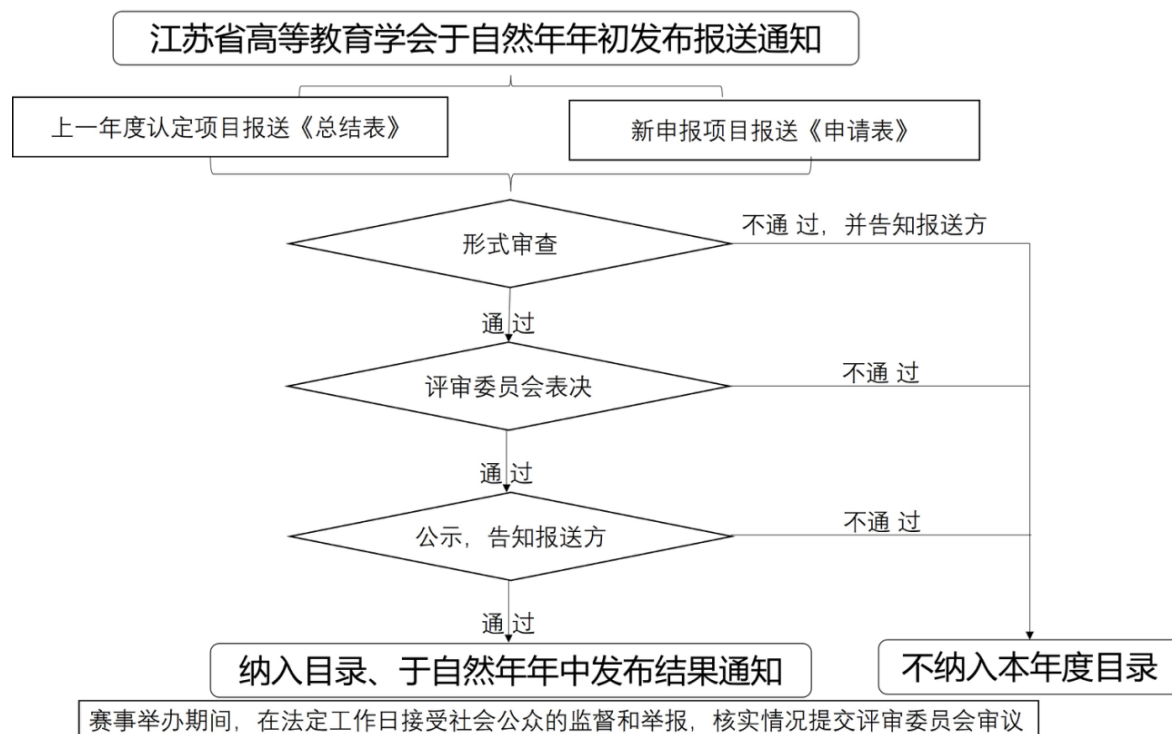 江苏省高等教育学会于自然年年初发布报送通知
上一年度认定项目报送《总结表》
新申报项目报送《申请表》
形式审查
不通 过，并告知报送方
通 过
评审委员会表决
不通 过
通 过
公示，告知报送方
不通 过
通 过
纳入目录、于自然年年中发布结果通知
不纳入本年度目录
赛事举办期间，在法定工作日接受社会公众的监督和举报，核实情况提交评审委员会审议